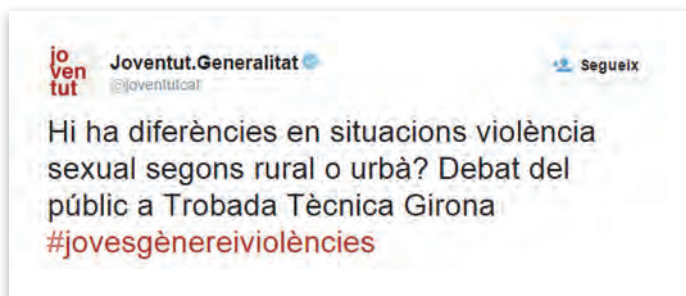 jo
ven
tut
Joventut.Generalitat
@joventutcat
Segueix
Hi ha diferències en situacions violència
sexual segons rural o urbà? Debat del
públic a Trobada Tècnica Girona
#jovesgènereiviolències